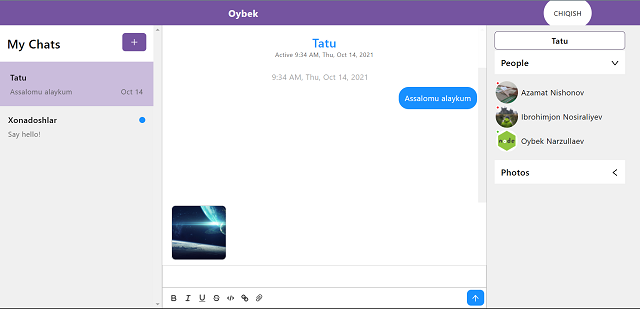 Oybek
CHIQISH
My Chats
+
Tatu
Assalomu alaykum Oct 14
Xonadoshlar
Say hello!
Tatu
Active 9:34 AM, Thu, Oct 14, 2021
9:34 AM, Thu, Oct 14, 2021
Assalomu alaykum
B I U S </>
Tatu
People
Azamat Nishonov
Ibrohimjon Nosiraliyev
node
Oybek Narzullaev
Photos